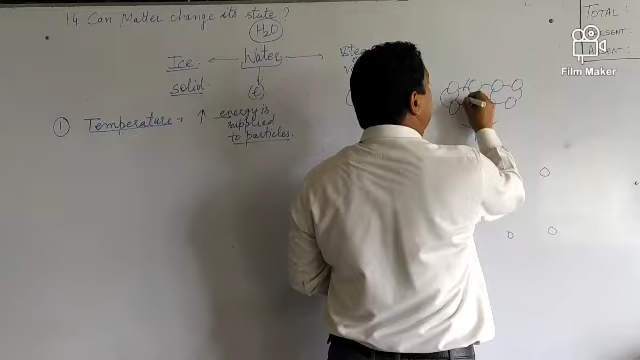 14 Can Matter change its state ?
H₂O
Ice ← Water →
solid
(l)
① Temperature :- ↑ energy is
supplied
to particles.
TOTAL :
ESENT :
Film Maker